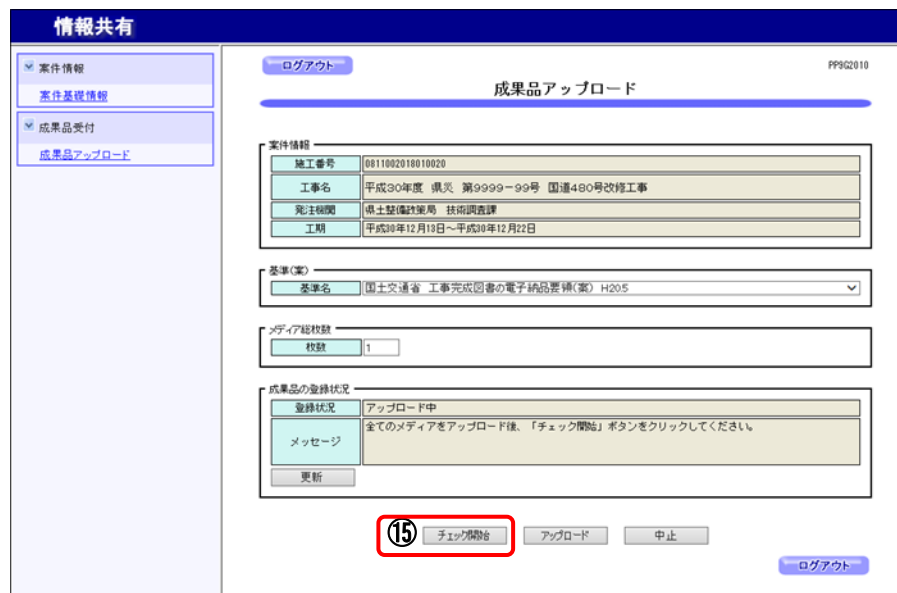 情報共有
案件情報
案件基礎情報
成果品受付
成果品アップロード
ログアウト
PP9G2010
成果品アップロード
案件情報
施工番号 0811002018010020
工事名 平成30年度 県災 第9999-99号 国道480号改修工事
発注機関 県土整備政策局 技術調査課
工期 平成30年12月13日～平成30年12月22日
基準(案)
基準名 国土交通省 工事完成図書の電子納品要領(案) H20.5
メディア総枚数
枚数 1
成果品の登録状況
登録状況 アップロード中
メッセージ 全てのメディアをアップロード後、「チェック開始」ボタンをクリックしてください。
更新
⑮ チェック開始 アップロード 中止
ログアウト